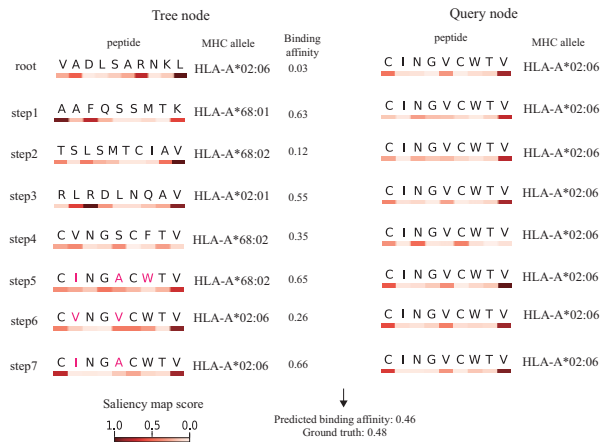 Tree node Query node
peptide MHC allele Binding affinity peptide MHC allele
root V A D L S A R N K L HLA-A*02:06 0.03 C I N G V C W T V HLA-A*02:06
step1 A A F Q S S M T K HLA-A*68:01 0.63 C I N G V C W T V HLA-A*02:06
step2 T S L S M T C I A V HLA-A*68:02 0.12 C I N G V C W T V HLA-A*02:06
step3 R L R D L N Q A V HLA-A*02:01 0.55 C I N G V C W T V HLA-A*02:06
step4 C V N G S C F T V HLA-A*68:02 0.35 C I N G V C W T V HLA-A*02:06
step5 C I N G A C W T V HLA-A*68:02 0.65 C I N G V C W T V HLA-A*02:06
step6 C V N G V C W T V HLA-A*02:06 0.26 C I N G V C W T V HLA-A*02:06
step7 C I N G A C W T V HLA-A*02:06 0.66 C I N G V C W T V HLA-A*02:06
Saliency map score
1.0 0.0
Predicted binding affinity: 0.46
Ground truth: 0.48